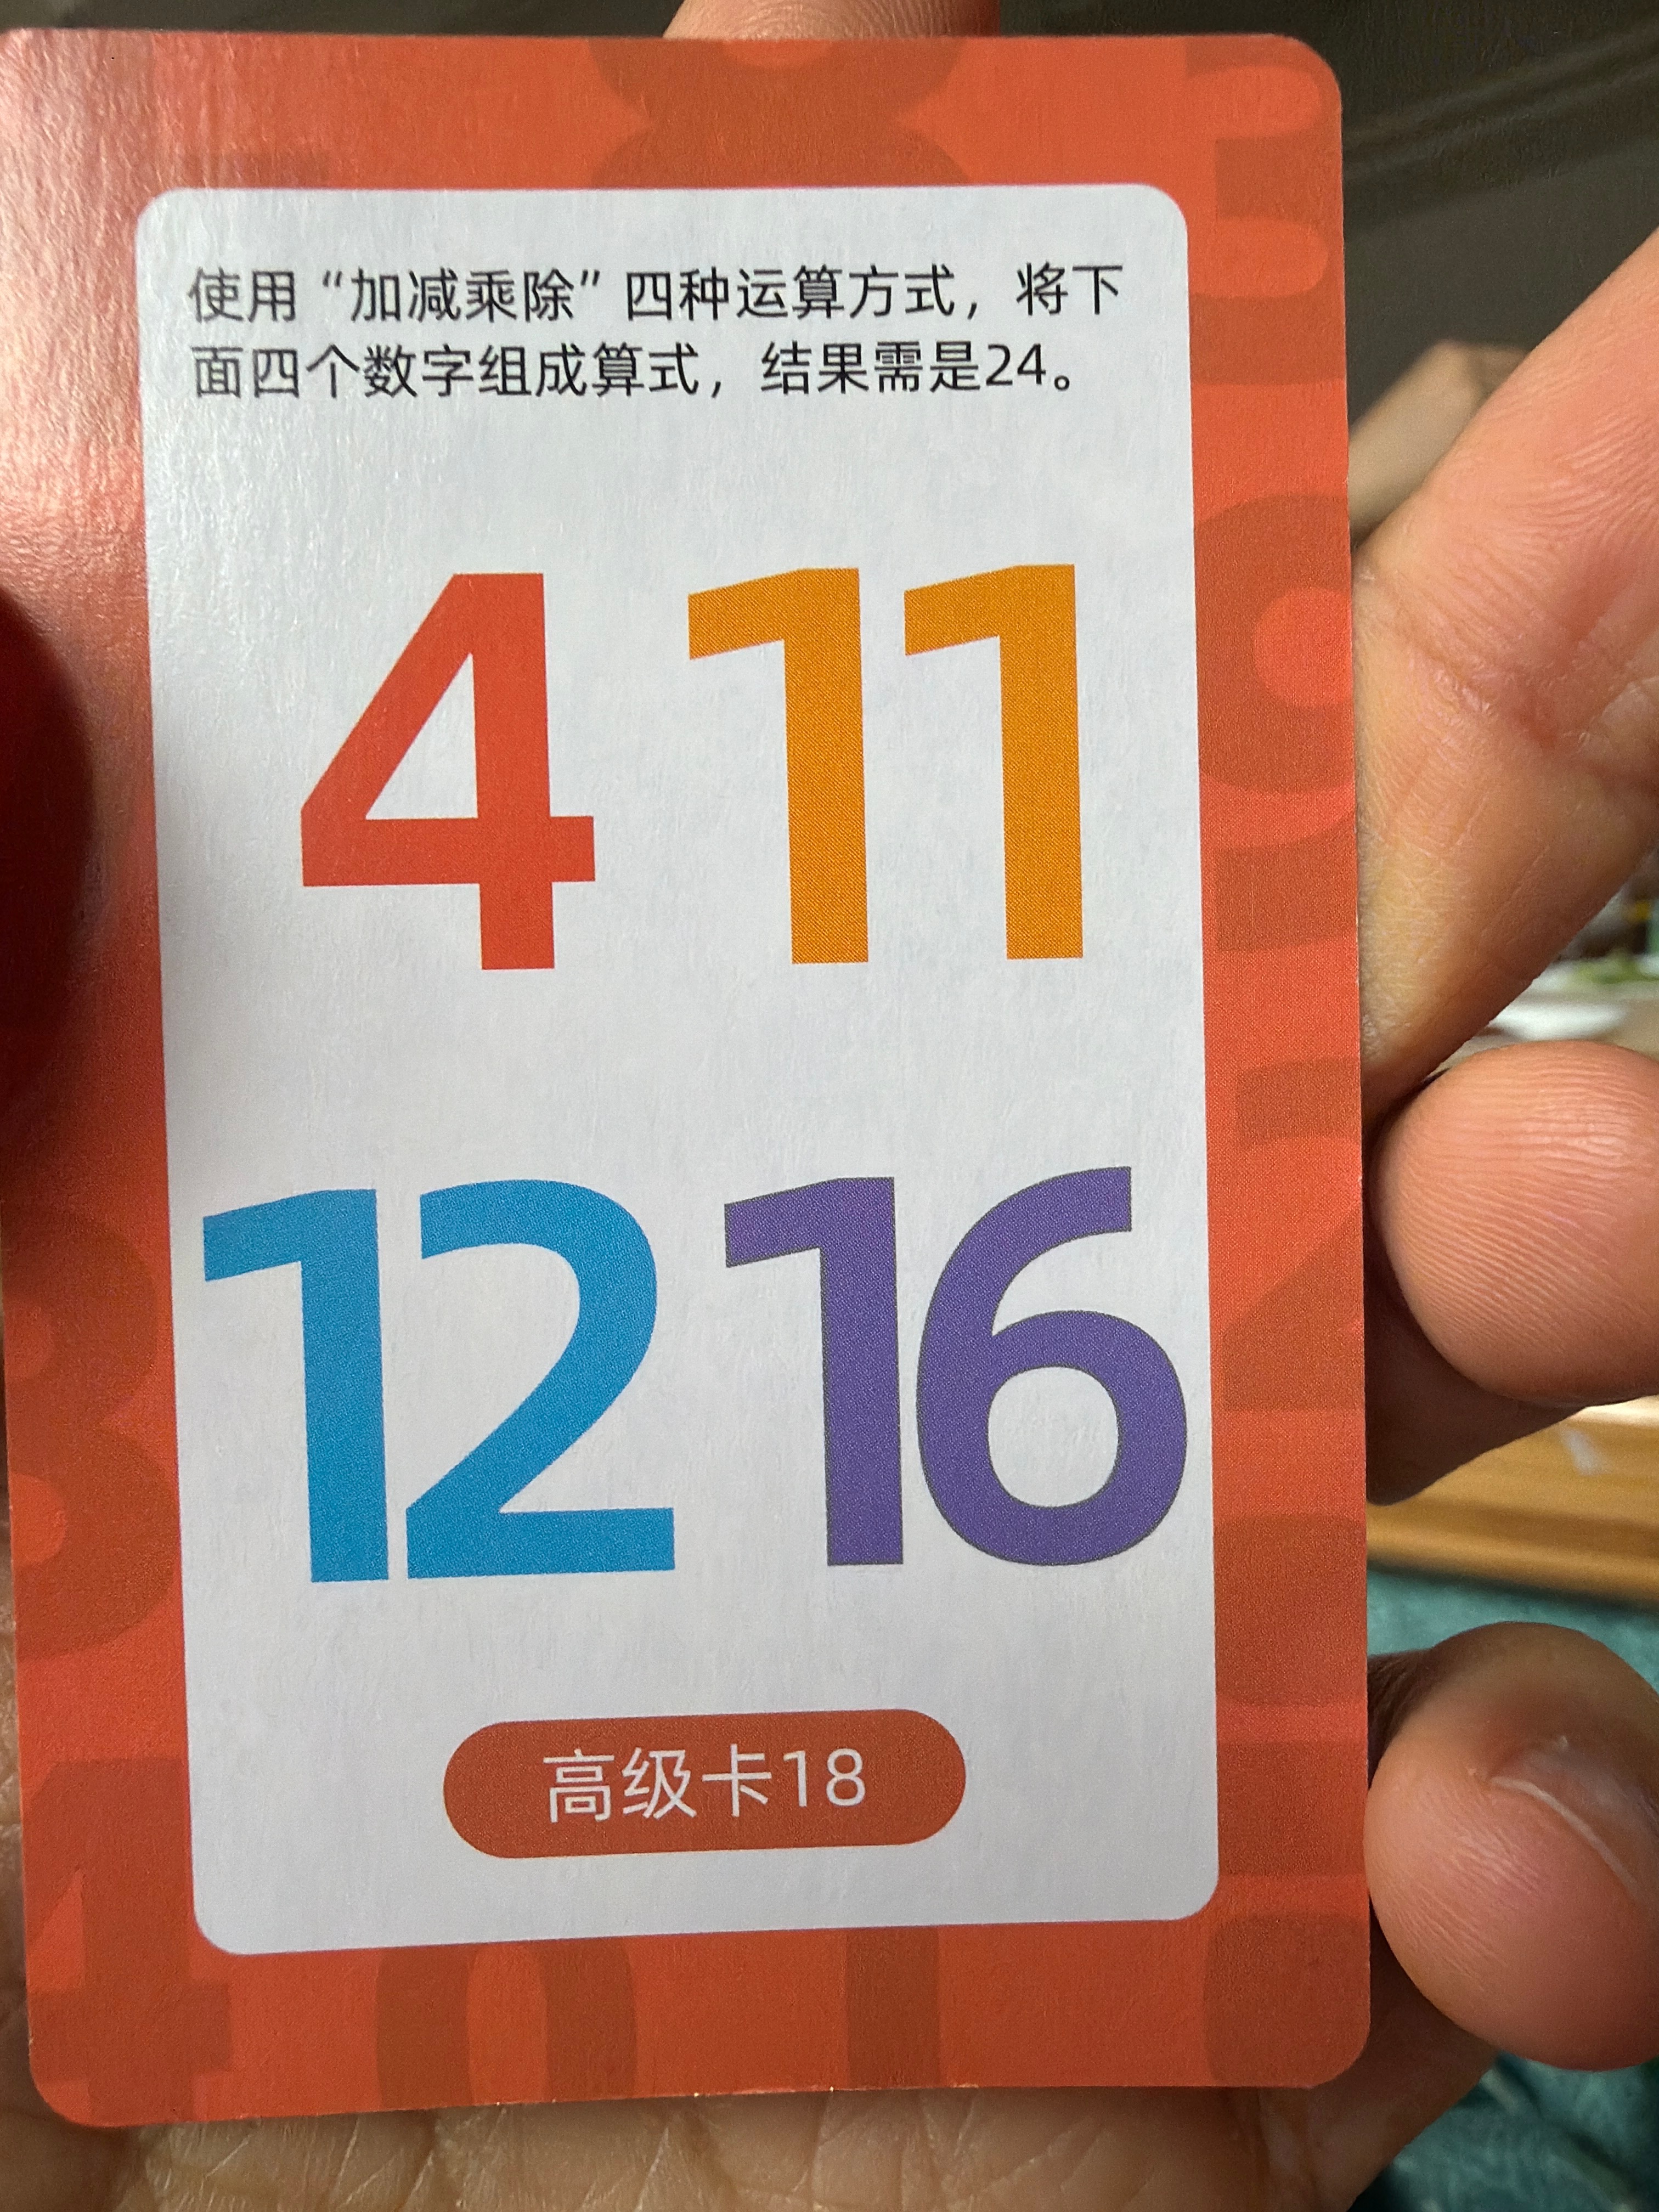 使用“加减乘除”四种运算方式，将下
面四个数字组成算式，结果需是24。
4 11
12 16
高级卡18